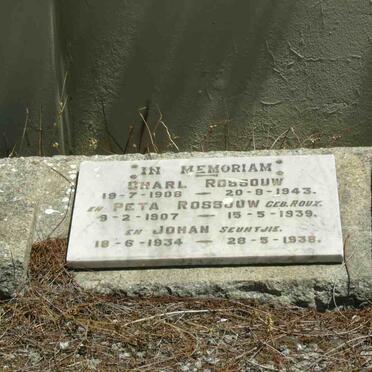 IN MEMORIAM
CHARL ROSSOUW
19-7-1908 — 20-8-1943.
EN PETA ROSSOUW GEB. ROUX.
9-2-1907 — 15-5-1939.
EN JOHAN SEUNTJIE.
18-6-1934 — 28-5-1938.